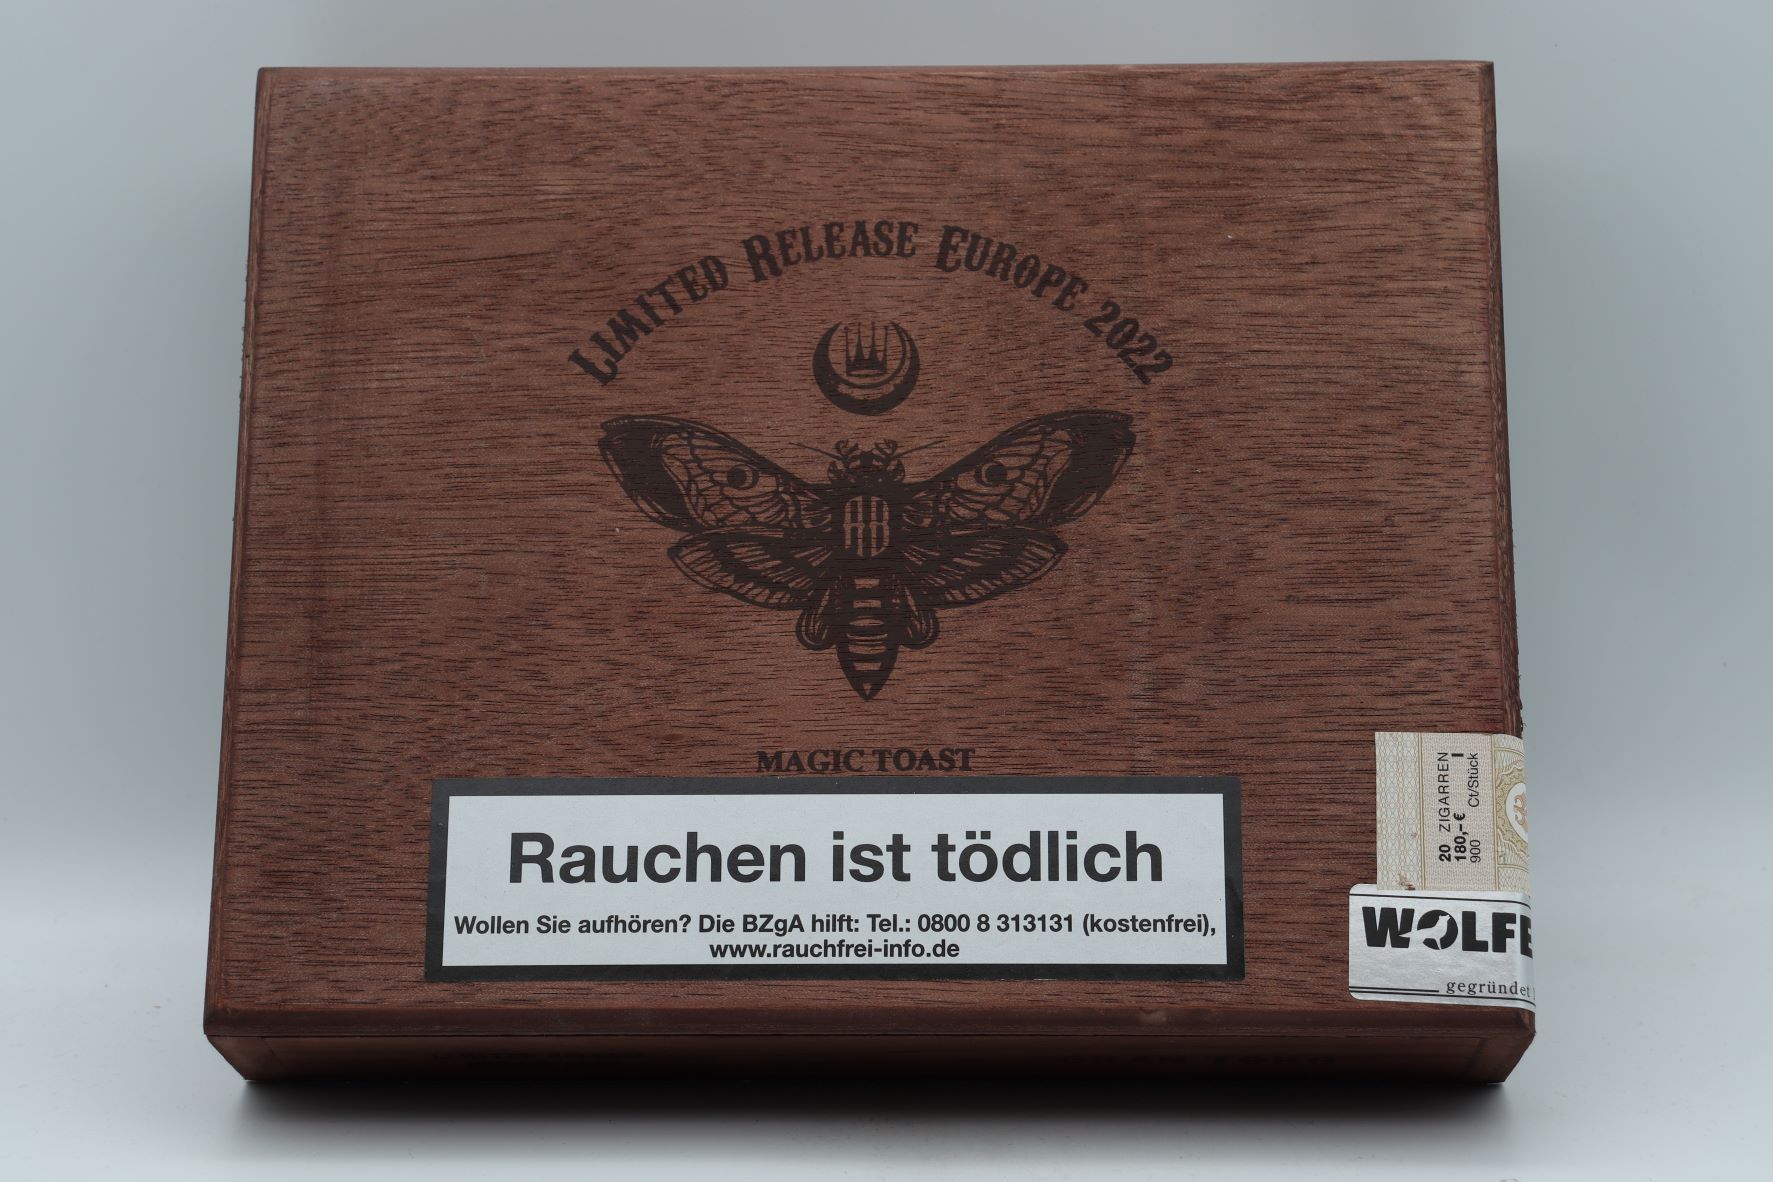 LIMITED RELEASE EUROPE 2022
MAGIC TOAST
Rauchen ist tödlich
Wollen Sie aufhören? Die BZgA hilft: Tel.: 0800 8 313131 (kostenfrei),
www.rauchfrei-info.de
20 ZIGARREN
180,-€ I
900 Ct/Stück
WOLFE
gegründet